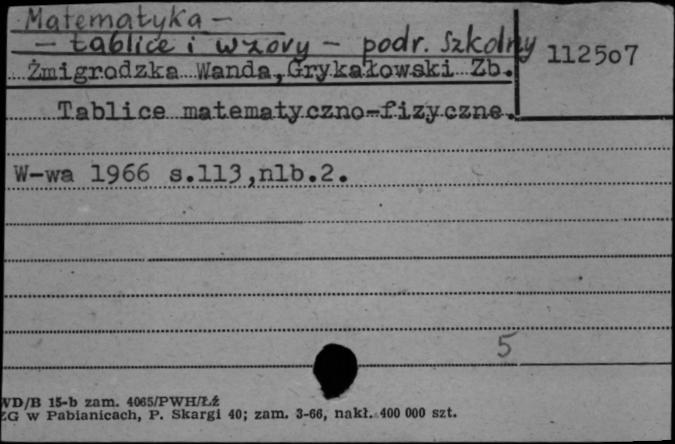 Matematyka –
– tablice i wzory – podr. Szkolny
112507
Żmigrodzka Wanda,Grykałowski Zb.
Tablice matematyczno-fizyczne.
W-wa 1966 s.113,nlb.2.
5
WD/B 15-b zam. 4065/PWH/Łź
ZG w Pabianicach, P. Skargi 40; zam. 3-66, nakł. 400 000 szt.